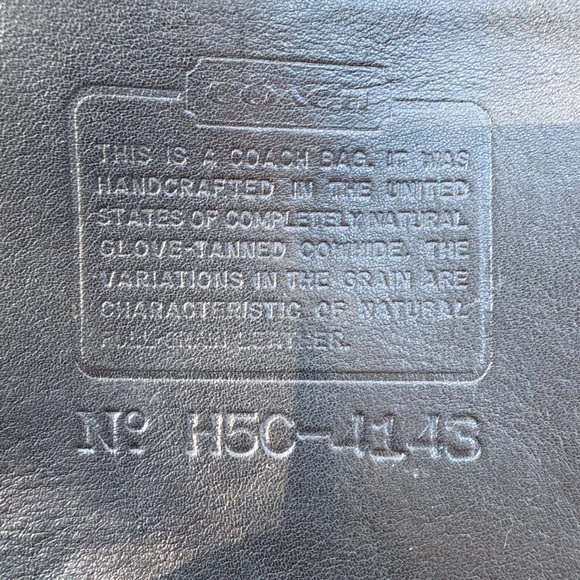 COACH
THIS IS A COACH BAG. IT WAS
HANDCRAFTED IN THE UNITED
STATES OF COMPLETELY NATURAL
GLOVE-TANNED COWHIDE. THE
VARIATIONS IN THE GRAIN ARE
CHARACTERISTIC OF NATURAL
FULL-GRAIN LEATHER.
Nº H5C-4143